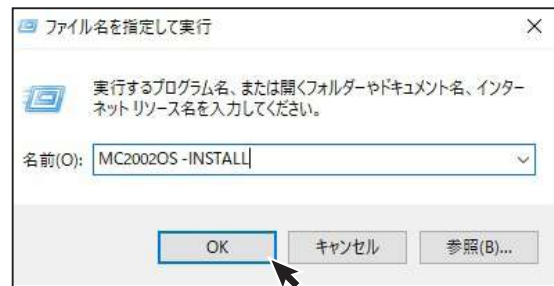 ファイル名を指定して実行
実行するプログラム名、または開くフォルダーやドキュメント名、インター
ネット リソース名を入力してください。
名前(O): MC2002OS -INSTALL
OK キャンセル 参照(B)...